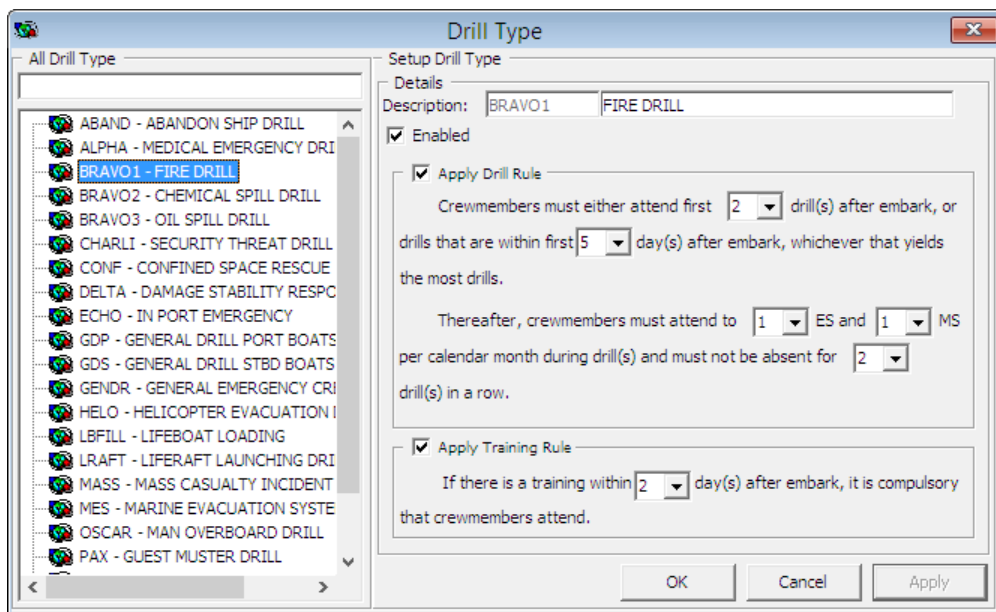 Drill Type
All Drill Type
ABAND - ABANDON SHIP DRILL
ALPHA - MEDICAL EMERGENCY DRI
BRAVO1 - FIRE DRILL
BRAVO2 - CHEMICAL SPILL DRILL
BRAVO3 - OIL SPILL DRILL
CHARLI - SECURITY THREAT DRILL
CONF - CONFINED SPACE RESCUE
DELTA - DAMAGE STABILITY RESPO
ECHO - IN PORT EMERGENCY
GDP - GENERAL DRILL PORT BOATS
GDS - GENERAL DRILL STBD BOATS
GENDR - GENERAL EMERGENCY CRI
HELO - HELICOPTER EVACUATION
LBFILL - LIFEBOAT LOADING
LRAFT - LIFERAFT LAUNCHING DRI
MASS - MASS CASUALTY INCIDENT
MES - MARINE EVACUATION SYSTE
OSCAR - MAN OVERBOARD DRILL
PAX - GUEST MUSTER DRILL
Setup Drill Type
Details
Description: BRAVO1 FIRE DRILL
Enabled
Apply Drill Rule
Crewmembers must either attend first 2 drill(s) after embark, or
drills that are within first 5 day(s) after embark, whichever that yields
the most drills.
Thereafter, crewmembers must attend to 1 ES and 1 MS
per calendar month during drill(s) and must not be absent for 2
drill(s) in a row.
Apply Training Rule
If there is a training within 2 day(s) after embark, it is compulsory
that crewmembers attend.
OK Cancel Apply